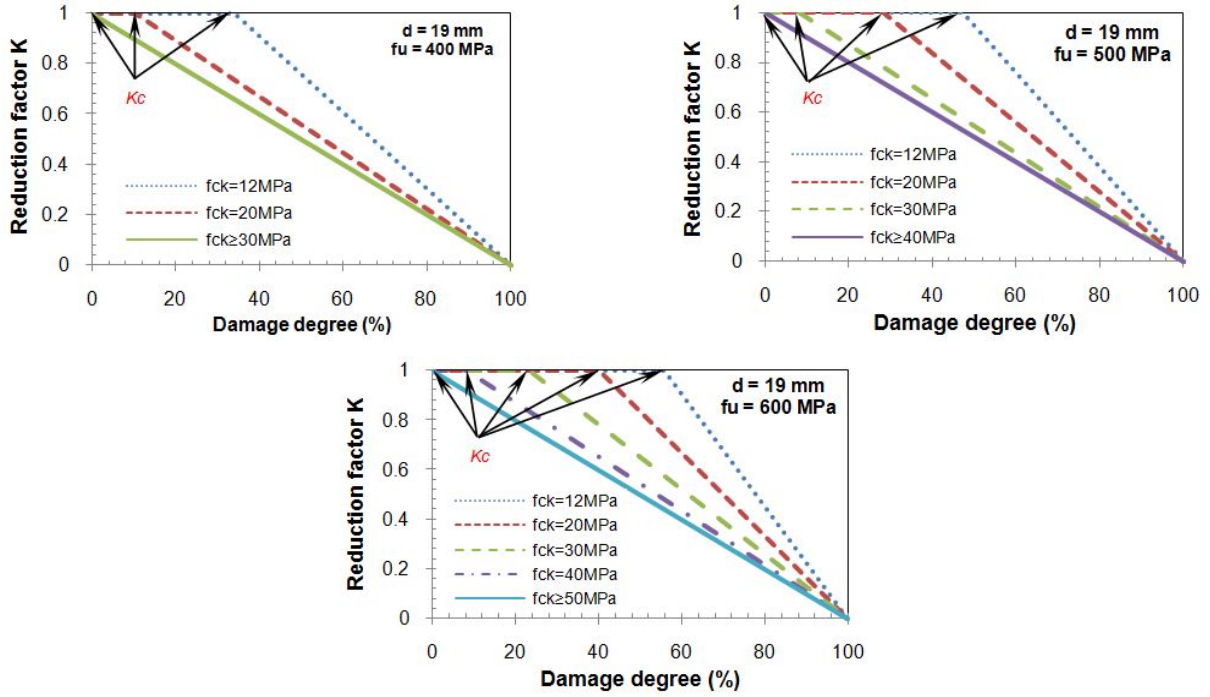 d = 19 mm
fu = 400 MPa
Reduction factor K
1
0.8
0.6
0.4
0.2
0
Kc
fck=12MPa
fck=20MPa
fck≥30MPa
0 20 40 60 80 100
Damage degree (%)
d = 19 mm
fu = 500 MPa
Reduction factor K
1
0.8
0.6
0.4
0.2
0
Kc
fck=12MPa
fck=20MPa
fck=30MPa
fck≥40MPa
0 20 40 60 80 100
Damage degree (%)
d = 19 mm
fu = 600 MPa
Reduction factor K
1
0.8
0.6
0.4
0.2
0
Kc
fck=12MPa
fck=20MPa
fck=30MPa
fck=40MPa
fck≥50MPa
0 20 40 60 80 100
Damage degree (%)